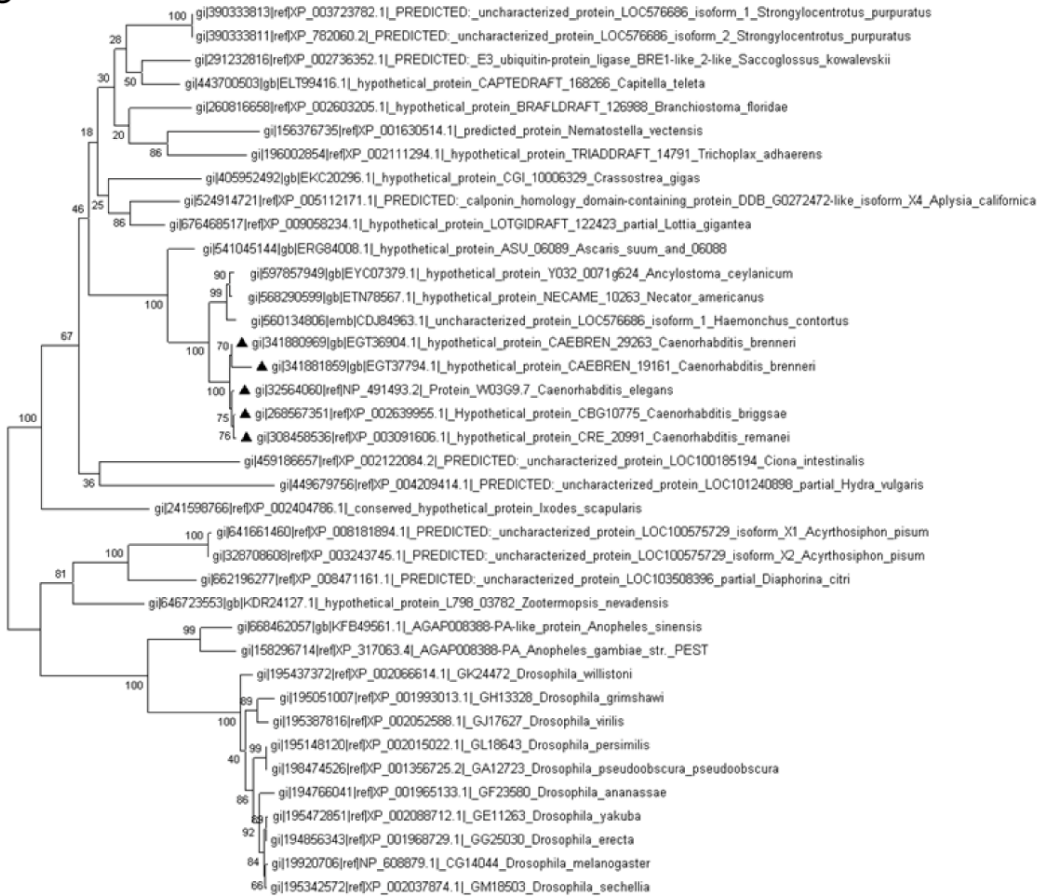 100 gi|390333813|ref|XP_003723782.1|_PREDICTED:_uncharacterized_protein_LOC576686_isoform_1_Strongylocentrotus_purpuratus
gi|390333811|ref|XP_782060.2|_PREDICTED:_uncharacterized_protein_LOC576686_isoform_2_Strongylocentrotus_purpuratus
28
gi|291232816|ref|XP_002736352.1|_PREDICTED:_E3_ubiquitin-protein_ligase_BRE1-like_2-like_Saccoglossus_kowalevskii
30 50
gi|443700503|gb|ELT99416.1|_hypothetical_protein_CAPTEDRAFT_168266_Capitella_teleta
gi|260816658|ref|XP_002603205.1|_hypothetical_protein_BRAFLDRAFT_126988_Branchiostoma_floridae
18 20
gi|156376735|ref|XP_001630514.1|_predicted_protein_Nematostella_vectensis
86
gi|196002854|ref|XP_002111294.1|_hypothetical_protein_TRIADDRAFT_14791_Trichoplax_adhaerens
gi|405952492|gb|EKC20296.1|_hypothetical_protein_CGI_10006329_Crassostrea_gigas
46 25
gi|524914721|ref|XP_005112171.1|_PREDICTED:_calponin_homology_domain-containing_protein_DDB_G0272472-like_isoform_X4_Aplysia_californica
86
gi|676468517|ref|XP_009058234.1|_hypothetical_protein_LOTGIDRAFT_122423_partial_Lottia_gigantea
gi|541045144|gb|ERG84008.1|_hypothetical_protein_ASU_06089_Ascaris_suum_and_06088
90 gi|597857949|gb|EYC07379.1|_hypothetical_protein_Y032_0071g624_Ancylostoma_ceylanicum
99
gi|568290599|gb|ETN78567.1|_hypothetical_protein_NECAME_10263_Necator_americanus
100
gi|560134806|emb|CDJ84963.1|_uncharacterized_protein_LOC576686_isoform_1_Haemonchus_contortus
67 100 70 ▲ gi|341880969|gb|EGT36904.1|_hypothetical_protein_CAEBREN_29263_Caenorhabditis_brenneri
▲ gi|341881859|gb|EGT37794.1|_hypothetical_protein_CAEBREN_19161_Caenorhabditis_brenneri
100 ▲ gi|32564060|ref|NP_491493.2|_Protein_W03G9.7_Caenorhabditis_elegans
100 75 ▲ gi|268567351|ref|XP_002639955.1|_Hypothetical_protein_CBG10775_Caenorhabditis_briggsae
76 ▲ gi|308458536|ref|XP_003091606.1|_hypothetical_protein_CRE_20991_Caenorhabditis_remanei
gi|459186657|ref|XP_002122084.2|_PREDICTED:_uncharacterized_protein_LOC100185194_Ciona_intestinalis
36 gi|449679756|ref|XP_004209414.1|_PREDICTED:_uncharacterized_protein_LOC101240898_partial_Hydra_vulgaris
gi|241598766|ref|XP_002404786.1|_conserved_hypothetical_protein_Ixodes_scapularis
100 gi|641661460|ref|XP_008181894.1|_PREDICTED:_uncharacterized_protein_LOC100575729_isoform_X1_Acyrthosiphon_pisum
100 gi|328708608|ref|XP_003243745.1|_PREDICTED:_uncharacterized_protein_LOC100575729_isoform_X2_Acyrthosiphon_pisum
81 gi|662196277|ref|XP_008471161.1|_PREDICTED:_uncharacterized_protein_LOC103508396_partial_Diaphorina_citri
gi|646723553|gb|KDR24127.1|_hypothetical_protein_L798_03782_Zootermopsis_nevadensis
99 gi|668462057|gb|KFB49561.1|_AGAP008388-PA-like_protein_Anopheles_sinensis
gi|158296714|ref|XP_317063.4|_AGAP008388-PA_Anopheles_gambiae_str._PEST
100 gi|195437372|ref|XP_002066614.1|_GK24472_Drosophila_willistoni
89 gi|195051007|ref|XP_001993013.1|_GH13328_Drosophila_grimshawi
100 gi|195387816|ref|XP_002052588.1|_GJ17627_Drosophila_virilis
99 gi|195148120|ref|XP_002015022.1|_GL18643_Drosophila_persimilis
40 gi|198474526|ref|XP_001356725.2|_GA12723_Drosophila_pseudoobscura_pseudoobscura
86 gi|194766041|ref|XP_001965133.1|_GF23580_Drosophila_ananassae
89 gi|195472851|ref|XP_002088712.1|_GE11263_Drosophila_yakuba
92 gi|194856343|ref|XP_001968729.1|_GG25030_Drosophila_erecta
84 gi|19920706|ref|NP_608879.1|_CG14044_Drosophila_melanogaster
66 gi|195342572|ref|XP_002037874.1|_GM18503_Drosophila_sechellia